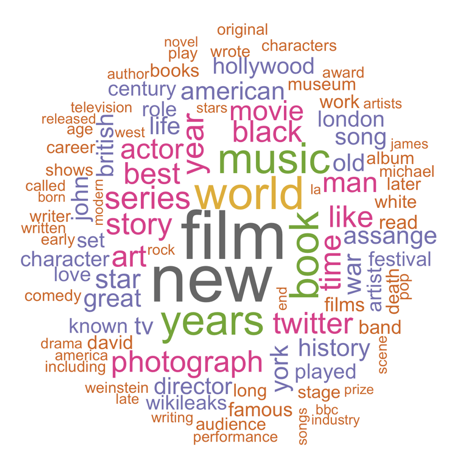 original
novel
wrote
characters
play
hollywood
author
books
award
century
american
museum
television
role
stars
movie
work
artists
released
british
life
year
black
london
age
west
actor
music
song
james
career
best
old
album
michael
shows
john
modern
series
world
la
man
later
called
born
white
writer
story
film
book
like
read
written
early
set
art
rock
time
war
assange
character
new
artist
festival
love
star
death
pop
comedy
great
end
films
known
tv
years
twitter
band
drama
david
york
history
scene
america
photograph
played
including
weinstein
director
long
stage
prize
late
wikileaks
famous
songs
bbc
writing
audience
industry
performance